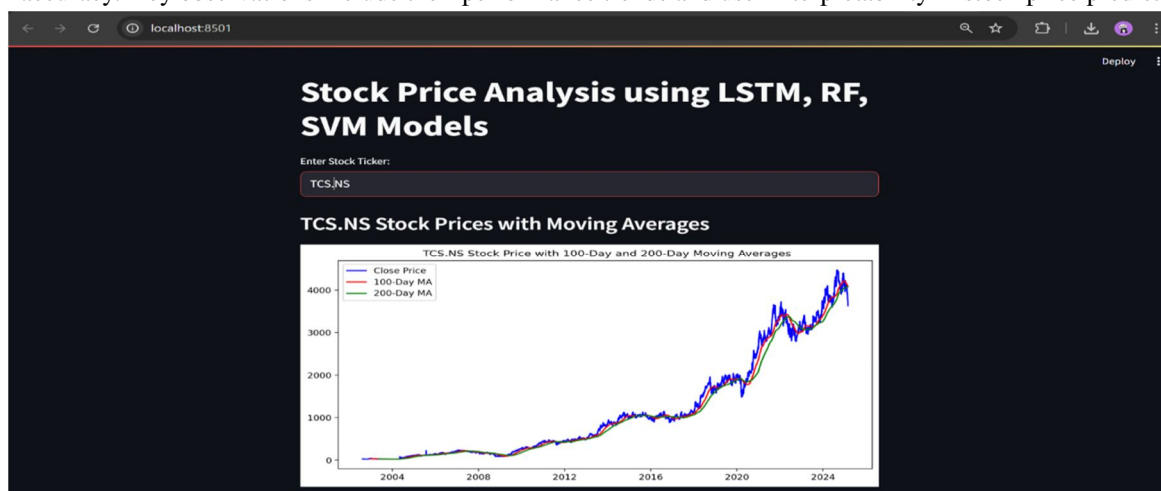 localhost:8501
Deploy
Stock Price Analysis using LSTM, RF,
SVM Models
Enter Stock Ticker:
TCS.NS
TCS.NS Stock Prices with Moving Averages
TCS.NS Stock Price with 100-Day and 200-Day Moving Averages
Close Price
100-Day MA
200-Day MA
4000
3000
2000
1000
0
2004 2008 2012 2016 2020 2024